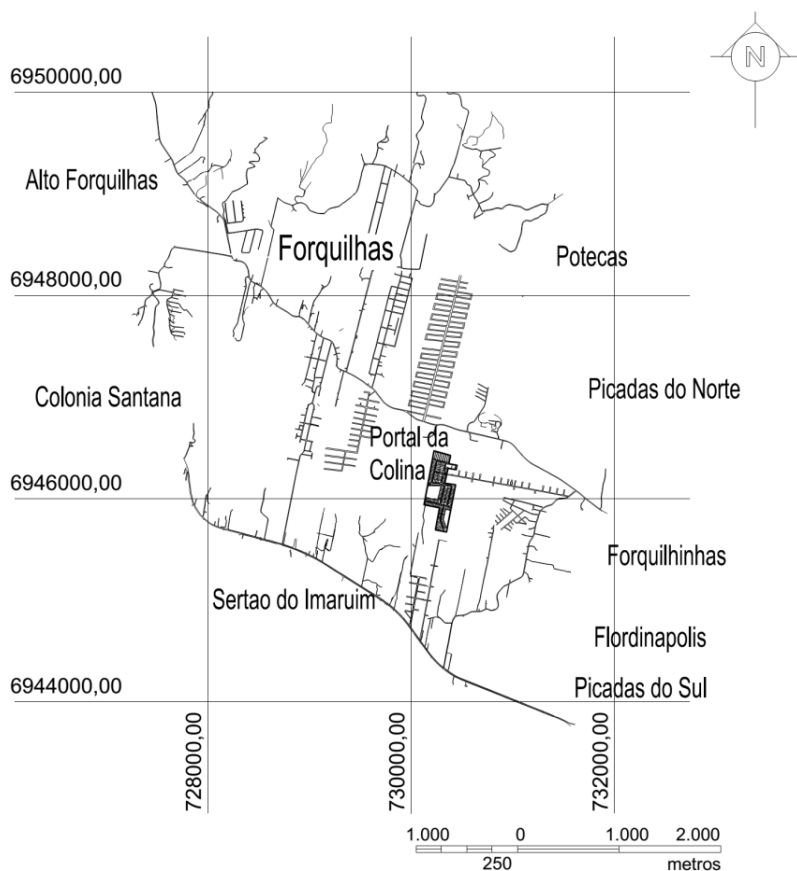 N
6950000,00
Alto Forquilhas
Forquilhas
Potecas
6948000,00
Colonia Santana
Picadas do Norte
Portal da
Colina
6946000,00
Forquilhinhas
Sertao do Imaruim
Flordinapolis
Picadas do Sul
6944000,00
728000,00
730000,00
732000,00
1.000 0 1.000 2.000
250 metros